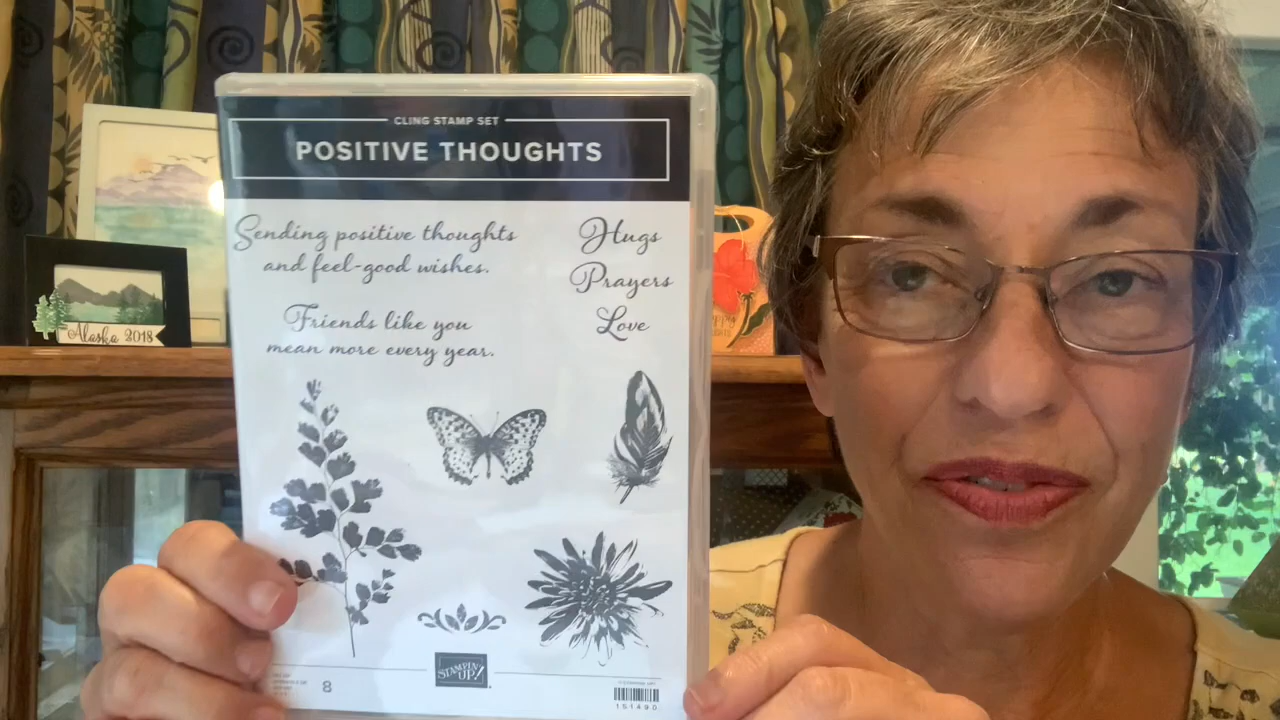 CLING STAMP SET
POSITIVE THOUGHTS
Sending positive thoughts
and feel-good wishes.
Hugs
Prayers
Love
Friends like you
mean more every year.
Alaska 2018
STAMPIN' UP!
8
151490